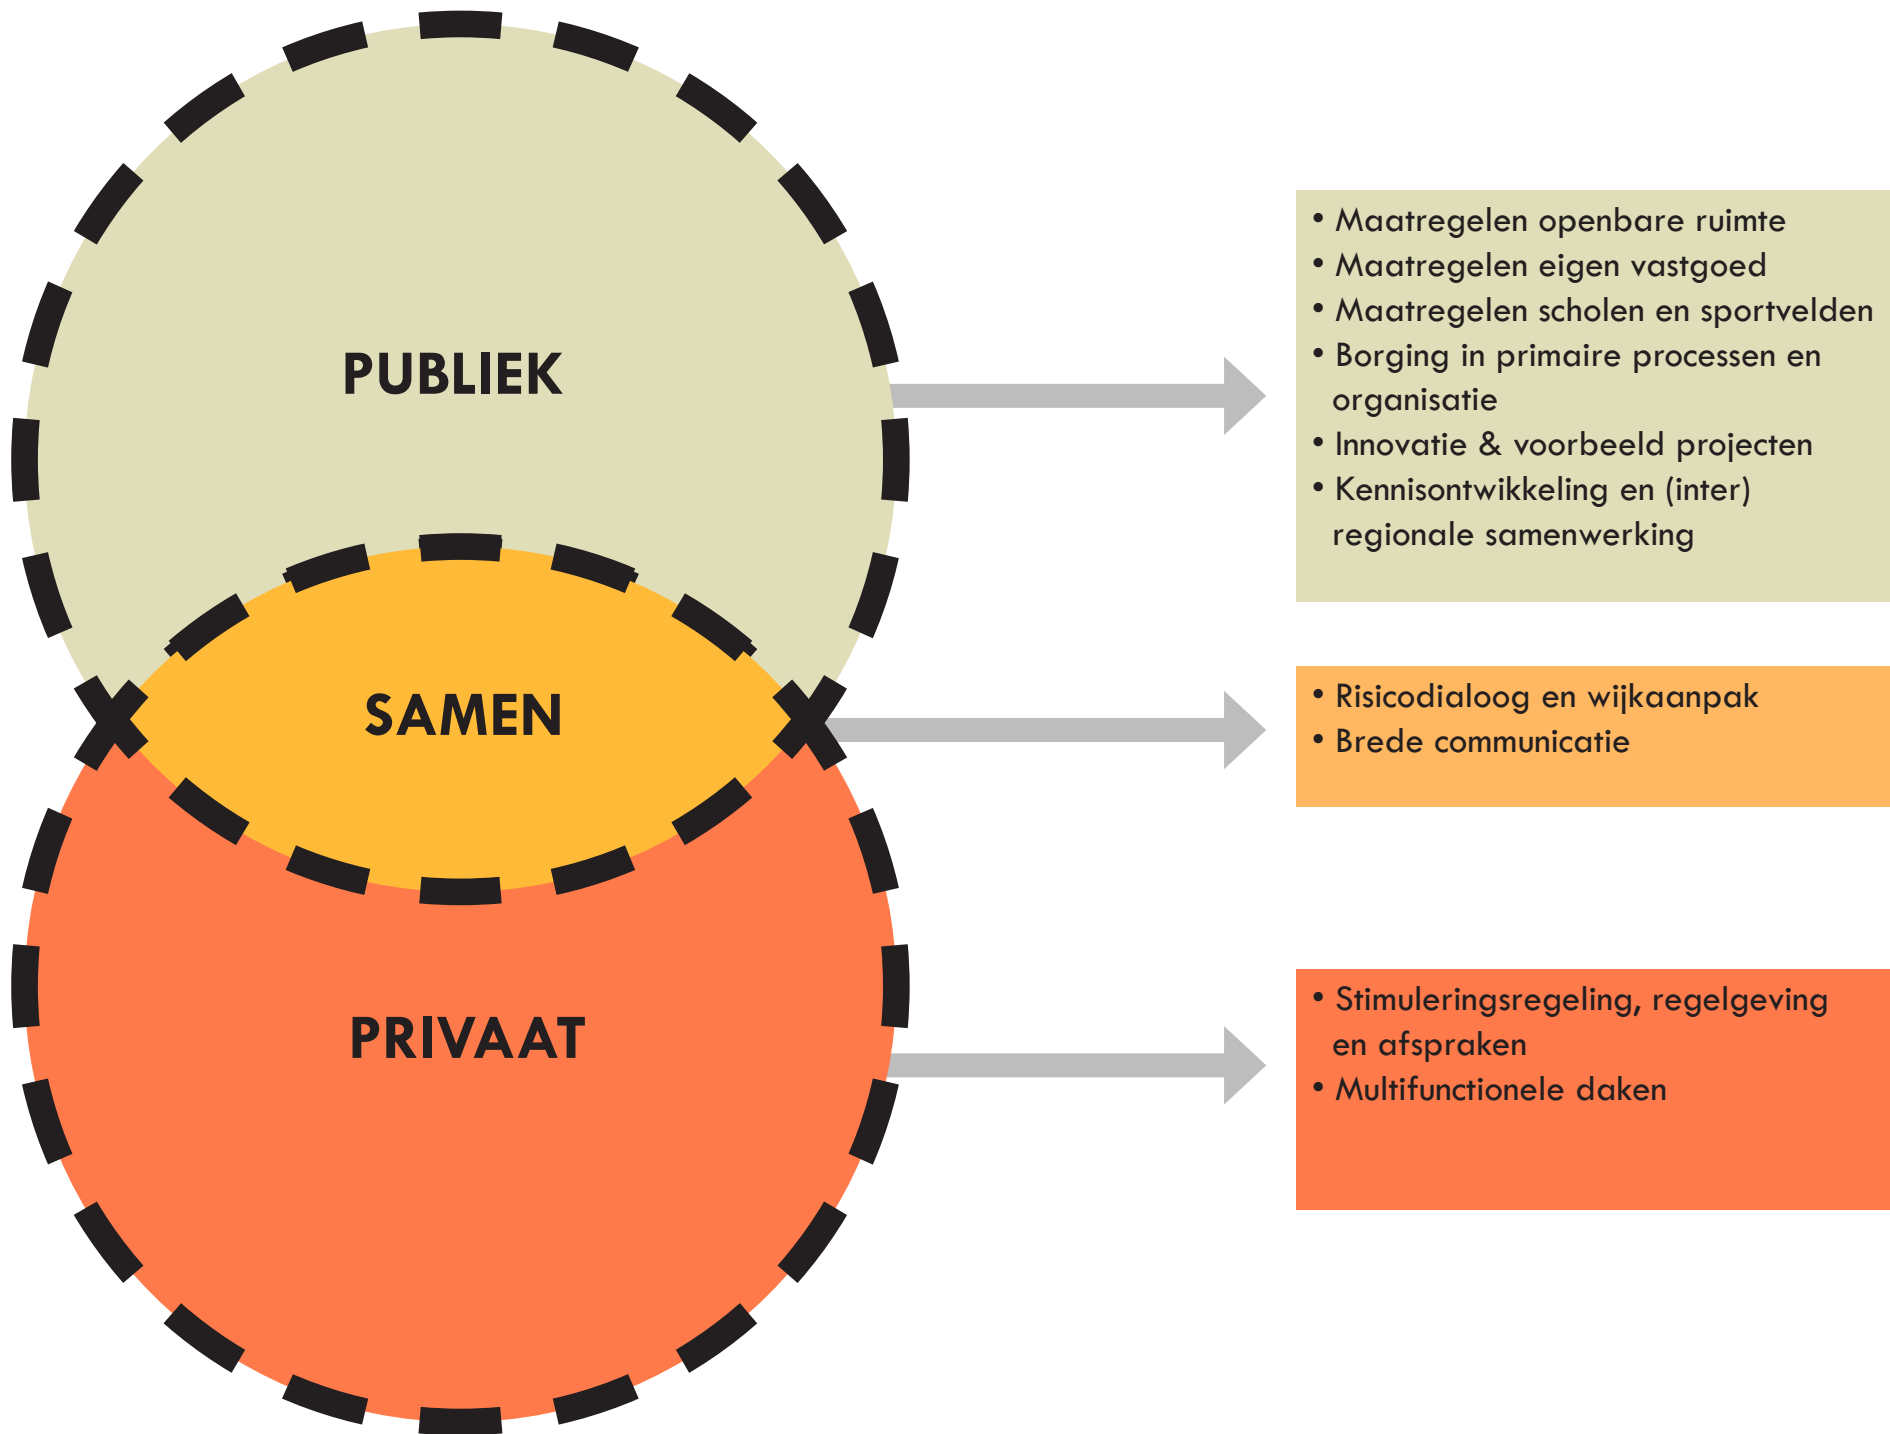 PUBLIEK
• Maatregelen openbare ruimte
• Maatregelen eigen vastgoed
• Maatregelen scholen en sportvelden
• Borging in primaire processen en
organisatie
• Innovatie & voorbeeld projecten
• Kennisontwikkeling en (inter)
regionale samenwerking
SAMEN
• Risicodialoog en wijkaanpak
• Brede communicatie
PRIVAAT
• Stimuleringsregeling, regelgeving
en afspraken
• Multifunctionele daken